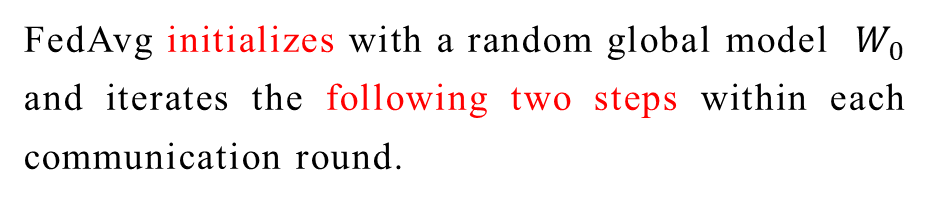 FedAvg initializes with a random global model W₀
and iterates the following two steps within each
communication round.